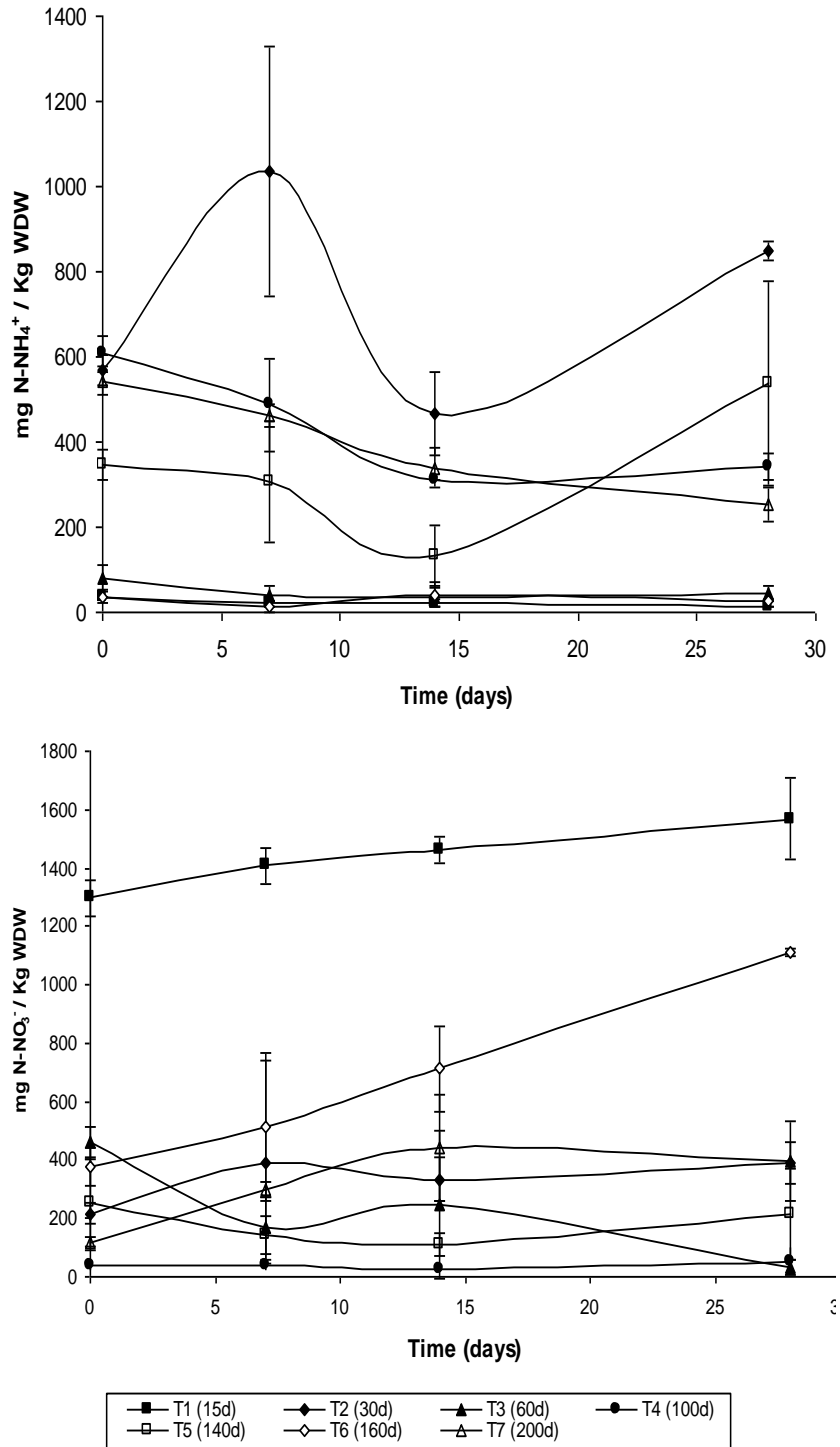 1400
1200
1000
800
600
400
200
0
mg N-NH₄⁺ / Kg WDW
0 5 10 15 20 25 30
Time (days)
1800
1600
1400
1200
1000
800
600
400
200
0
mg N-NO₃⁻ / Kg WDW
0 5 10 15 20 25 3
Time (days)
T1 (15d) T2 (30d) T3 (60d) T4 (100d)
T5 (140d) T6 (160d) T7 (200d)